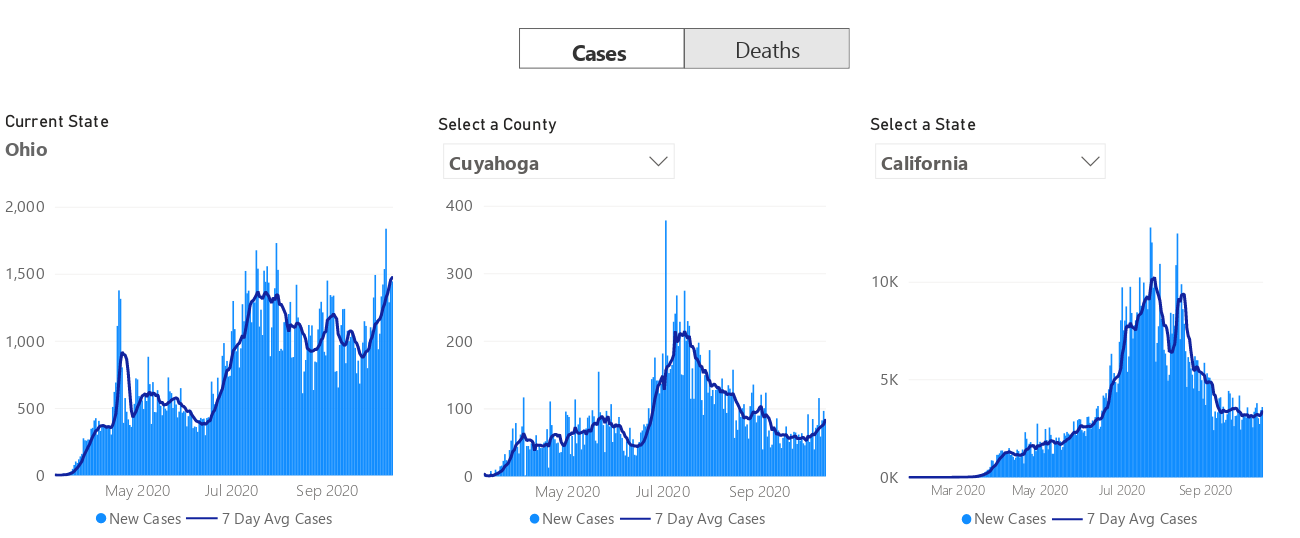 Cases
Deaths
Current State
Ohio
2,000
1,500
1,000
500
0
May 2020
Jul 2020
Sep 2020
New Cases
7 Day Avg Cases
Select a County
Cuyahoga
400
300
200
100
0
May 2020
Jul 2020
Sep 2020
New Cases
7 Day Avg Cases
Select a State
California
10K
5K
0K
Mar 2020
May 2020
Jul 2020
Sep 2020
New Cases
7 Day Avg Cases